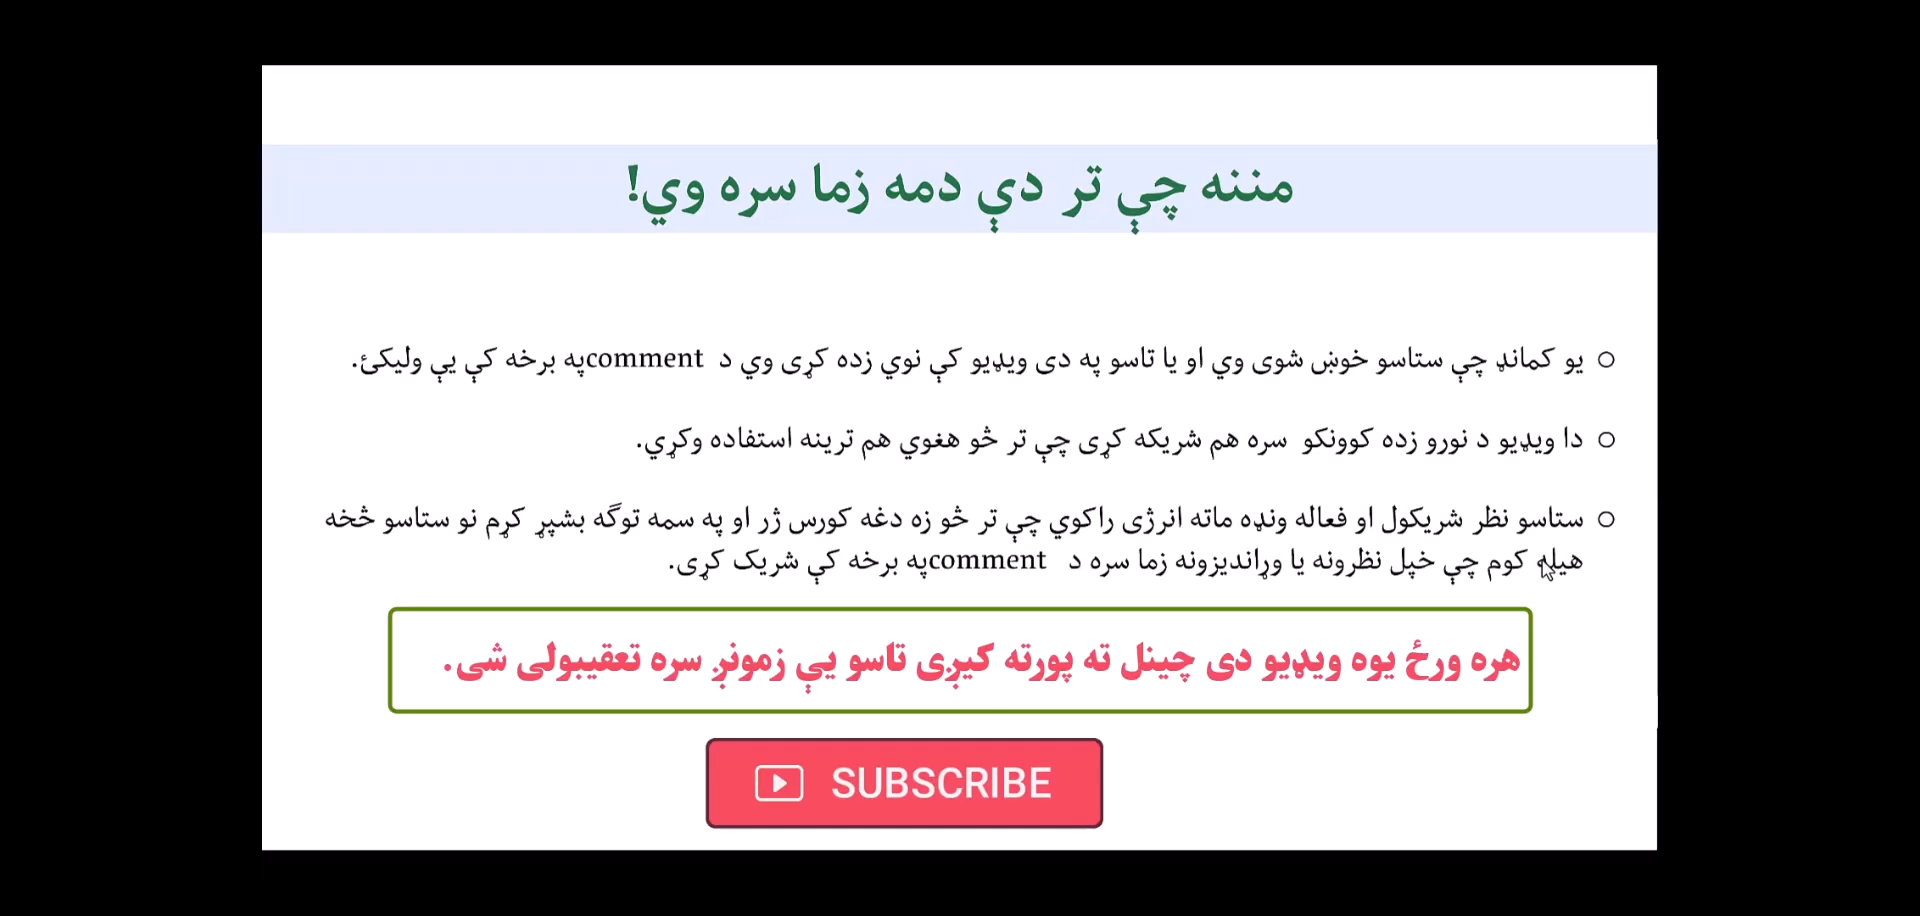 مننه چې تر دې دمه زما سره وي!
یو کمانډ چې ستاسو خوښ شوی وي او یا تاسو په دی ویډیو کې نوي زده کړی وي د commentپه برخه کې یې ولیکئ.
دا ویډیو د نورو زده کوونکو سره هم شریکه کړی چې تر څو هغوي هم ترینه استفاده وکړي.
ستاسو نظر شریکول او فعاله ونډه ماته انرژی راکوي چې تر څو زه دغه کورس ژر او په سمه توګه بشپړ کړم نو ستاسو څخه
هیله کوم چې خپل نظرونه یا وړاندیزونه زما سره د commentپه برخه کې شریک کړی.
هره ورځ یوه ویډیو دی چینل ته پورته کیږی تاسو یې زمونږ سره تعقیبولی شی.
SUBSCRIBE